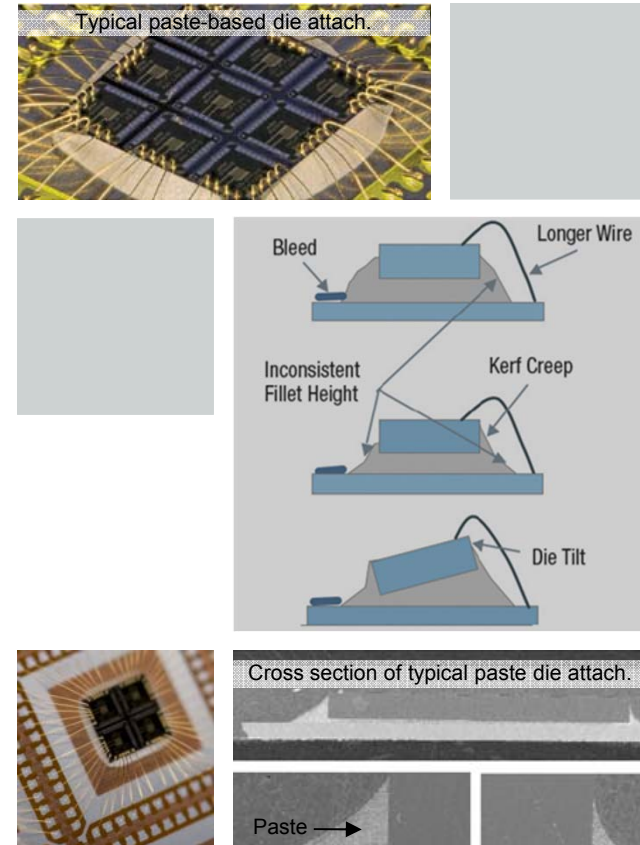 Typical paste-based die attach.
Bleed
Longer Wire
Inconsistent
Fillet Height
Kerf Creep
Die Tilt
Cross section of typical paste die attach.
Paste